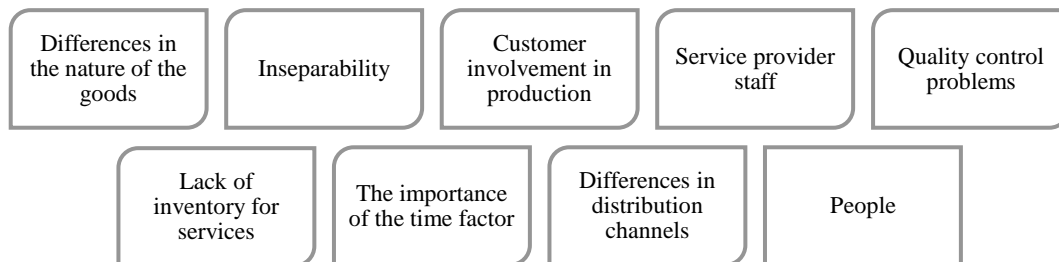 Differences in
the nature of the
goods
Inseparability
Customer
involvement in
production
Service provider
staff
Quality control
problems
Lack of
inventory for
services
The importance
of the time factor
Differences in
distribution
channels
People